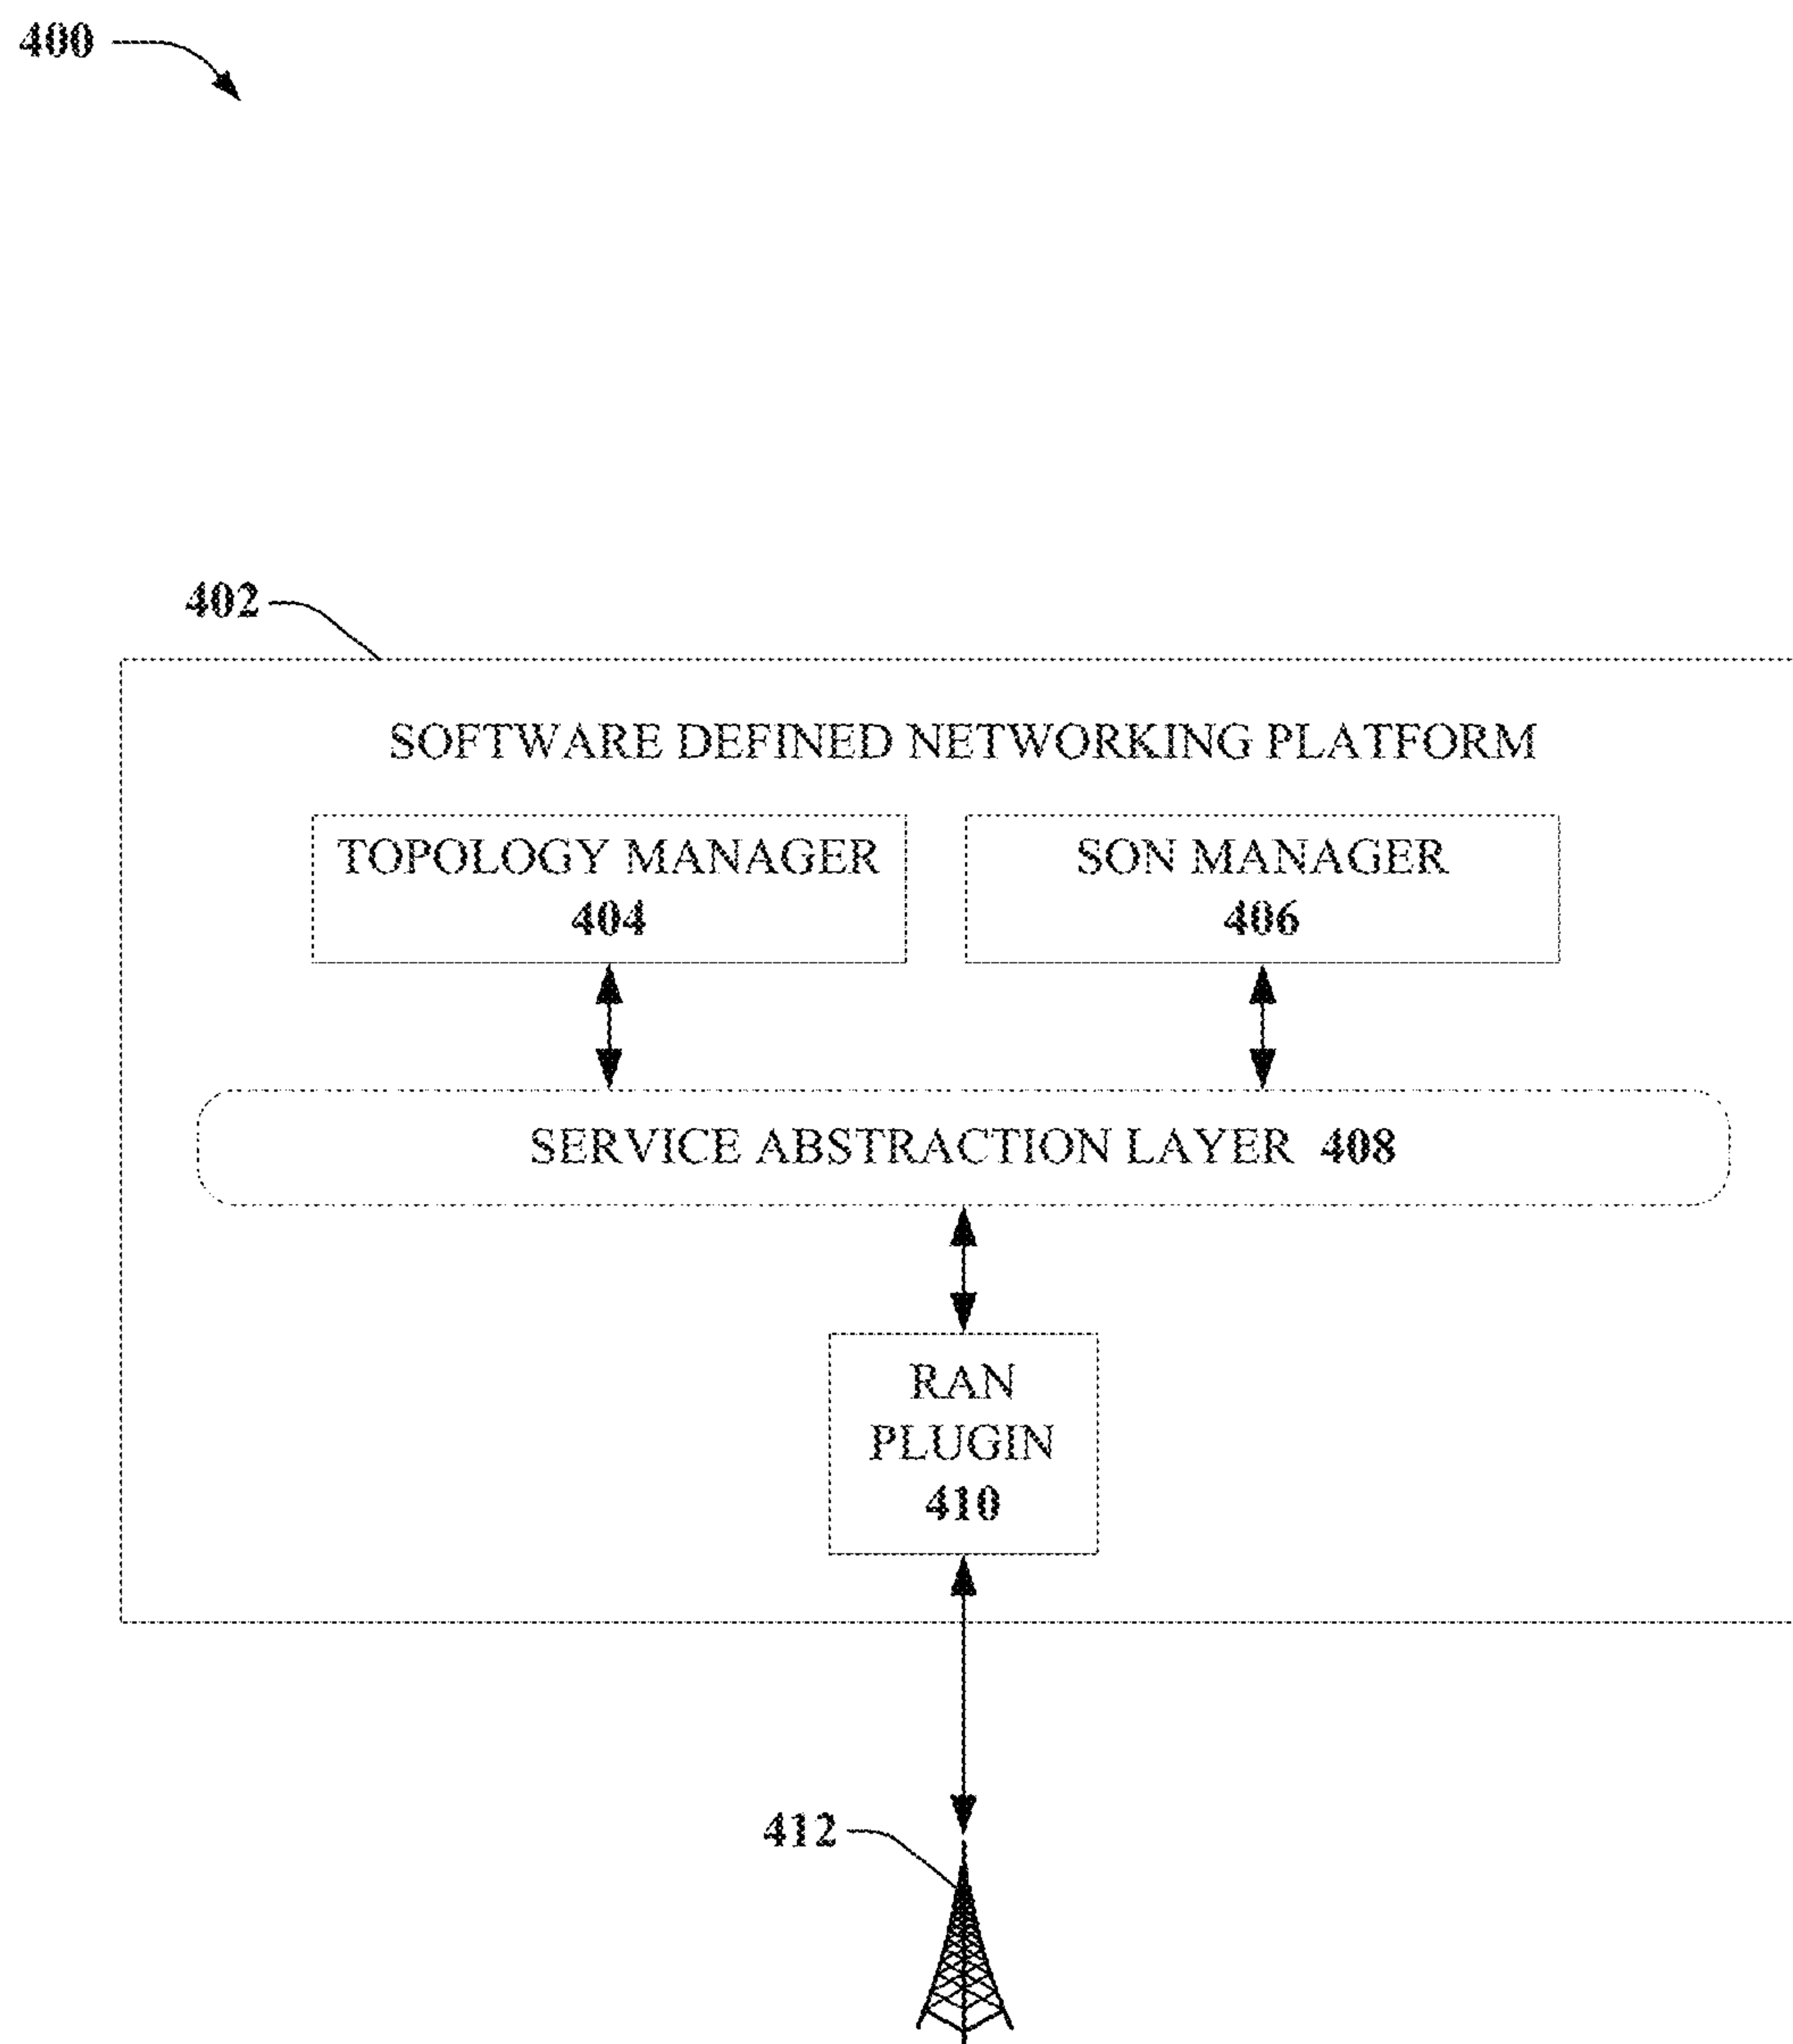 400
402
SOFTWARE DEFINED NETWORKING PLATFORM
TOPOLOGY MANAGER
404
SON MANAGER
406
SERVICE ABSTRACTION LAYER 408
RAN
PLUGIN
410
412